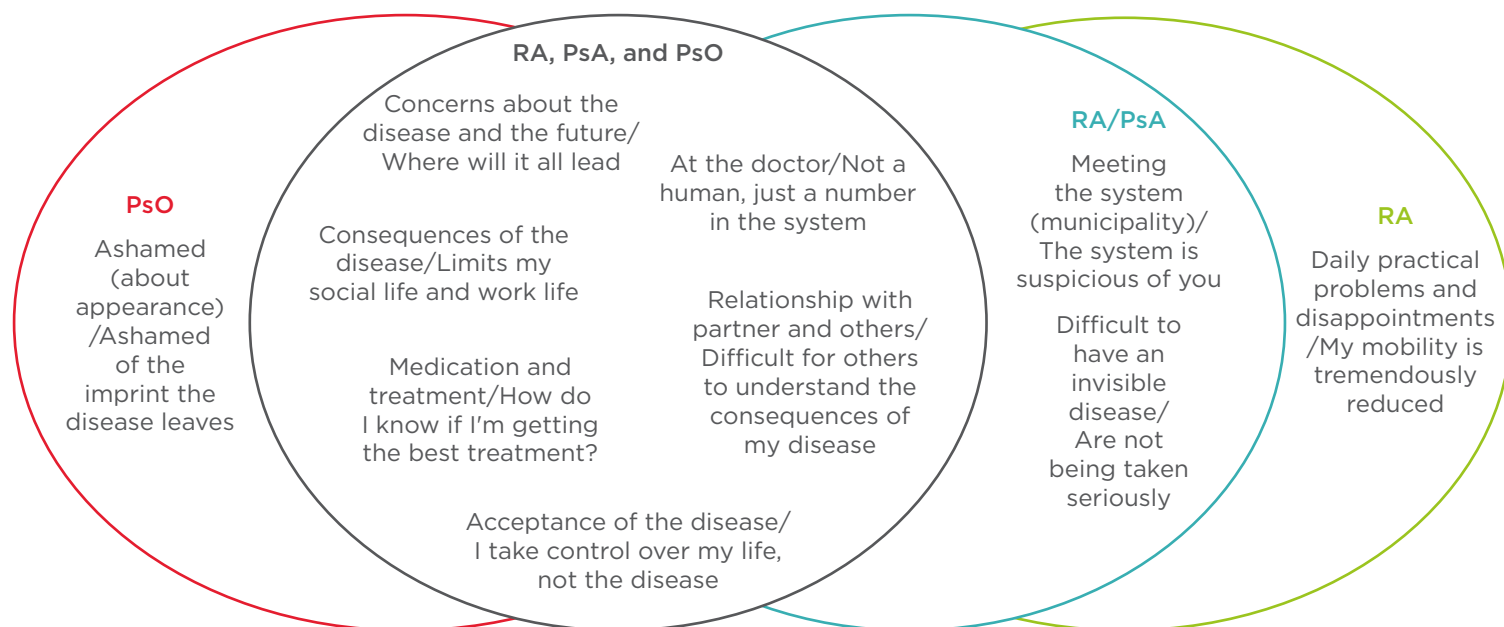 PsO
Ashamed
(about
appearance)
/Ashamed
of the
imprint the
disease leaves
RA, PsA, and PsO
Concerns about the
disease and the future/
Where will it all lead
At the doctor/Not a
human, just a number
in the system
Consequences of the
disease/Limits my
social life and work life
Relationship with
partner and others/
Difficult for others
to understand the
consequences of
my disease
Medication and
treatment/How do
I know if I'm getting
the best treatment?
Acceptance of the disease/
I take control over my life,
not the disease
RA/PsA
Meeting
the system
(municipality)/
The system is
suspicious of you
Difficult to
have an
invisible
disease/
Are not
being taken
seriously
RA
Daily practical
problems and
disappointments
/My mobility is
tremendously
reduced